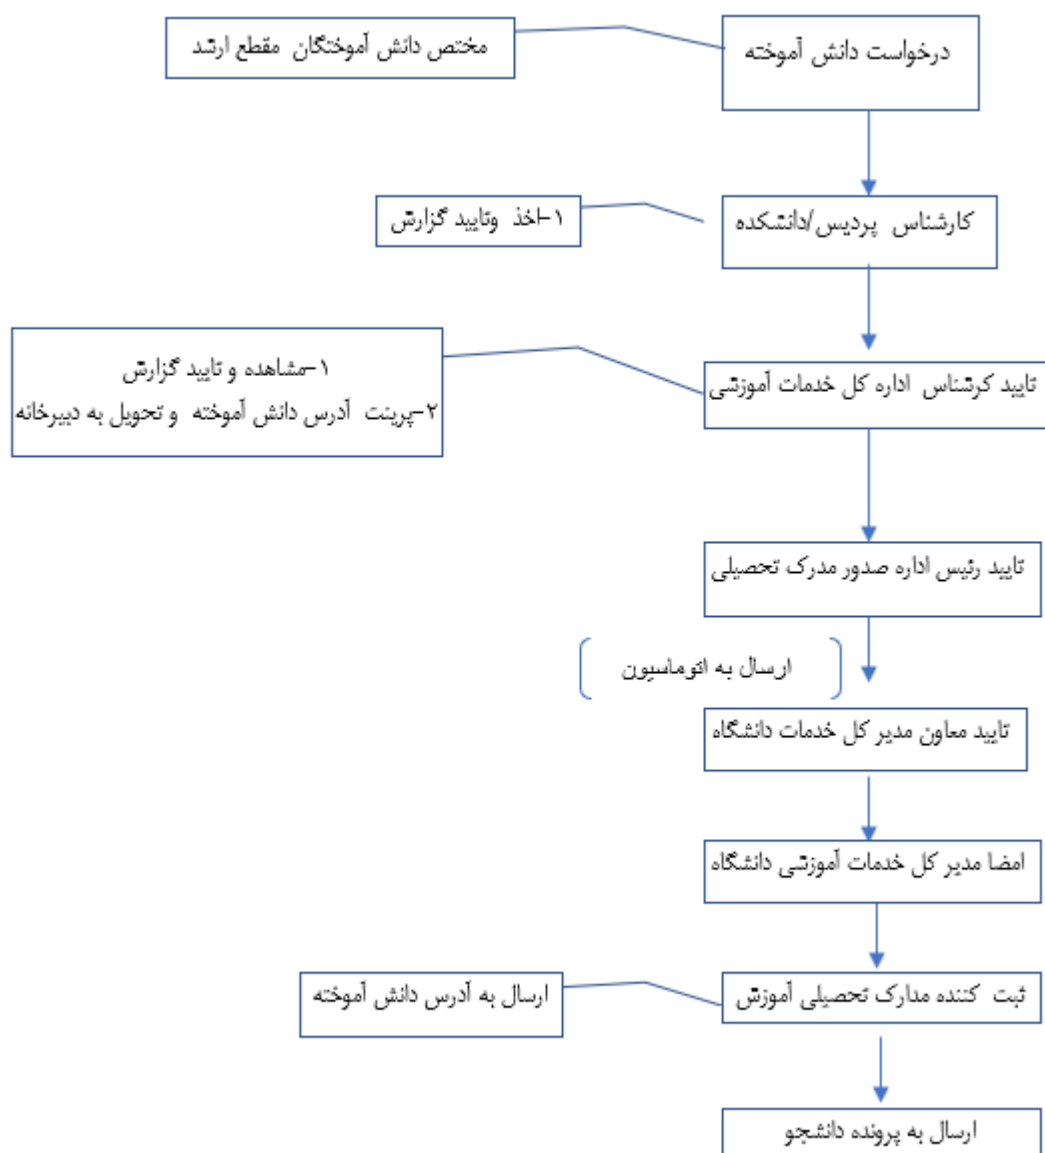 درخواست دانش آموخته
مختص دانش آموختگان مقطع ارشد
کارشناس پردیس/دانشکده
۱-اخذ وتایید گزارش
تایید کرشناس اداره کل خدمات آموزشی
۱-مشاهده و تایید گزارش
۲-پرینت آدرس دانش آموخته و تحویل به دبیرخانه
تایید رئیس اداره صدور مدرک تحصیلی
ارسال به اتوماسیون
تایید معاون مدیر کل خدمات دانشگاه
امضا مدیر کل خدمات آموزشی دانشگاه
ثبت کننده مدارک تحصیلی آموزش
ارسال به آدرس دانش آموخته
ارسال به پرونده دانشجو